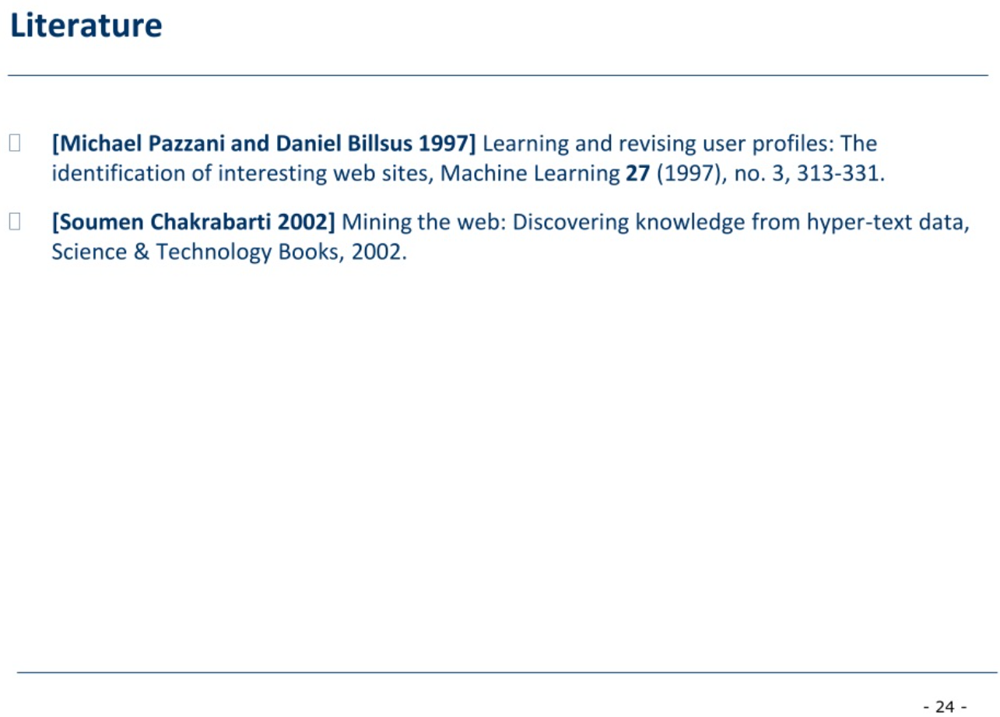 Literature
[Michael Pazzani and Daniel Billsus 1997] Learning and revising user profiles: The
identification of interesting web sites, Machine Learning 27 (1997), no. 3, 313-331.
[Soumen Chakrabarti 2002] Mining the web: Discovering knowledge from hyper-text data,
Science & Technology Books, 2002.
- 24 -